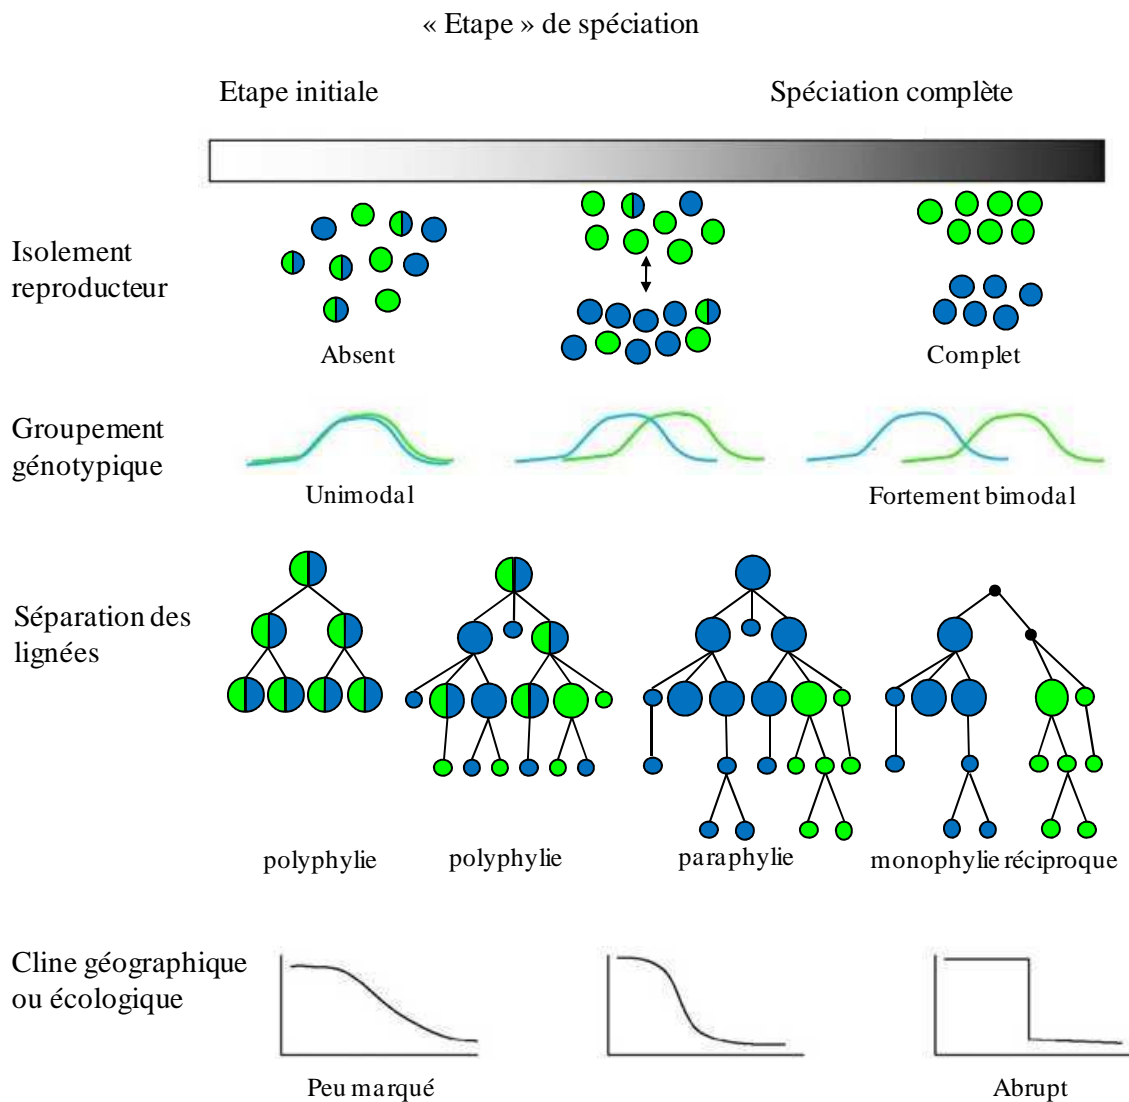 « Etape » de spéciation
Etape initiale
Spéciation complète
Isolement
reproducteur
Absent
Complet
Groupement
génotypique
Unimodal
Fortement bimodal
Séparation des
lignées
polyphylie
polyphylie
paraphylie
monophylie réciproque
Cline géographique
ou écologique
Peu marqué
Abrupt